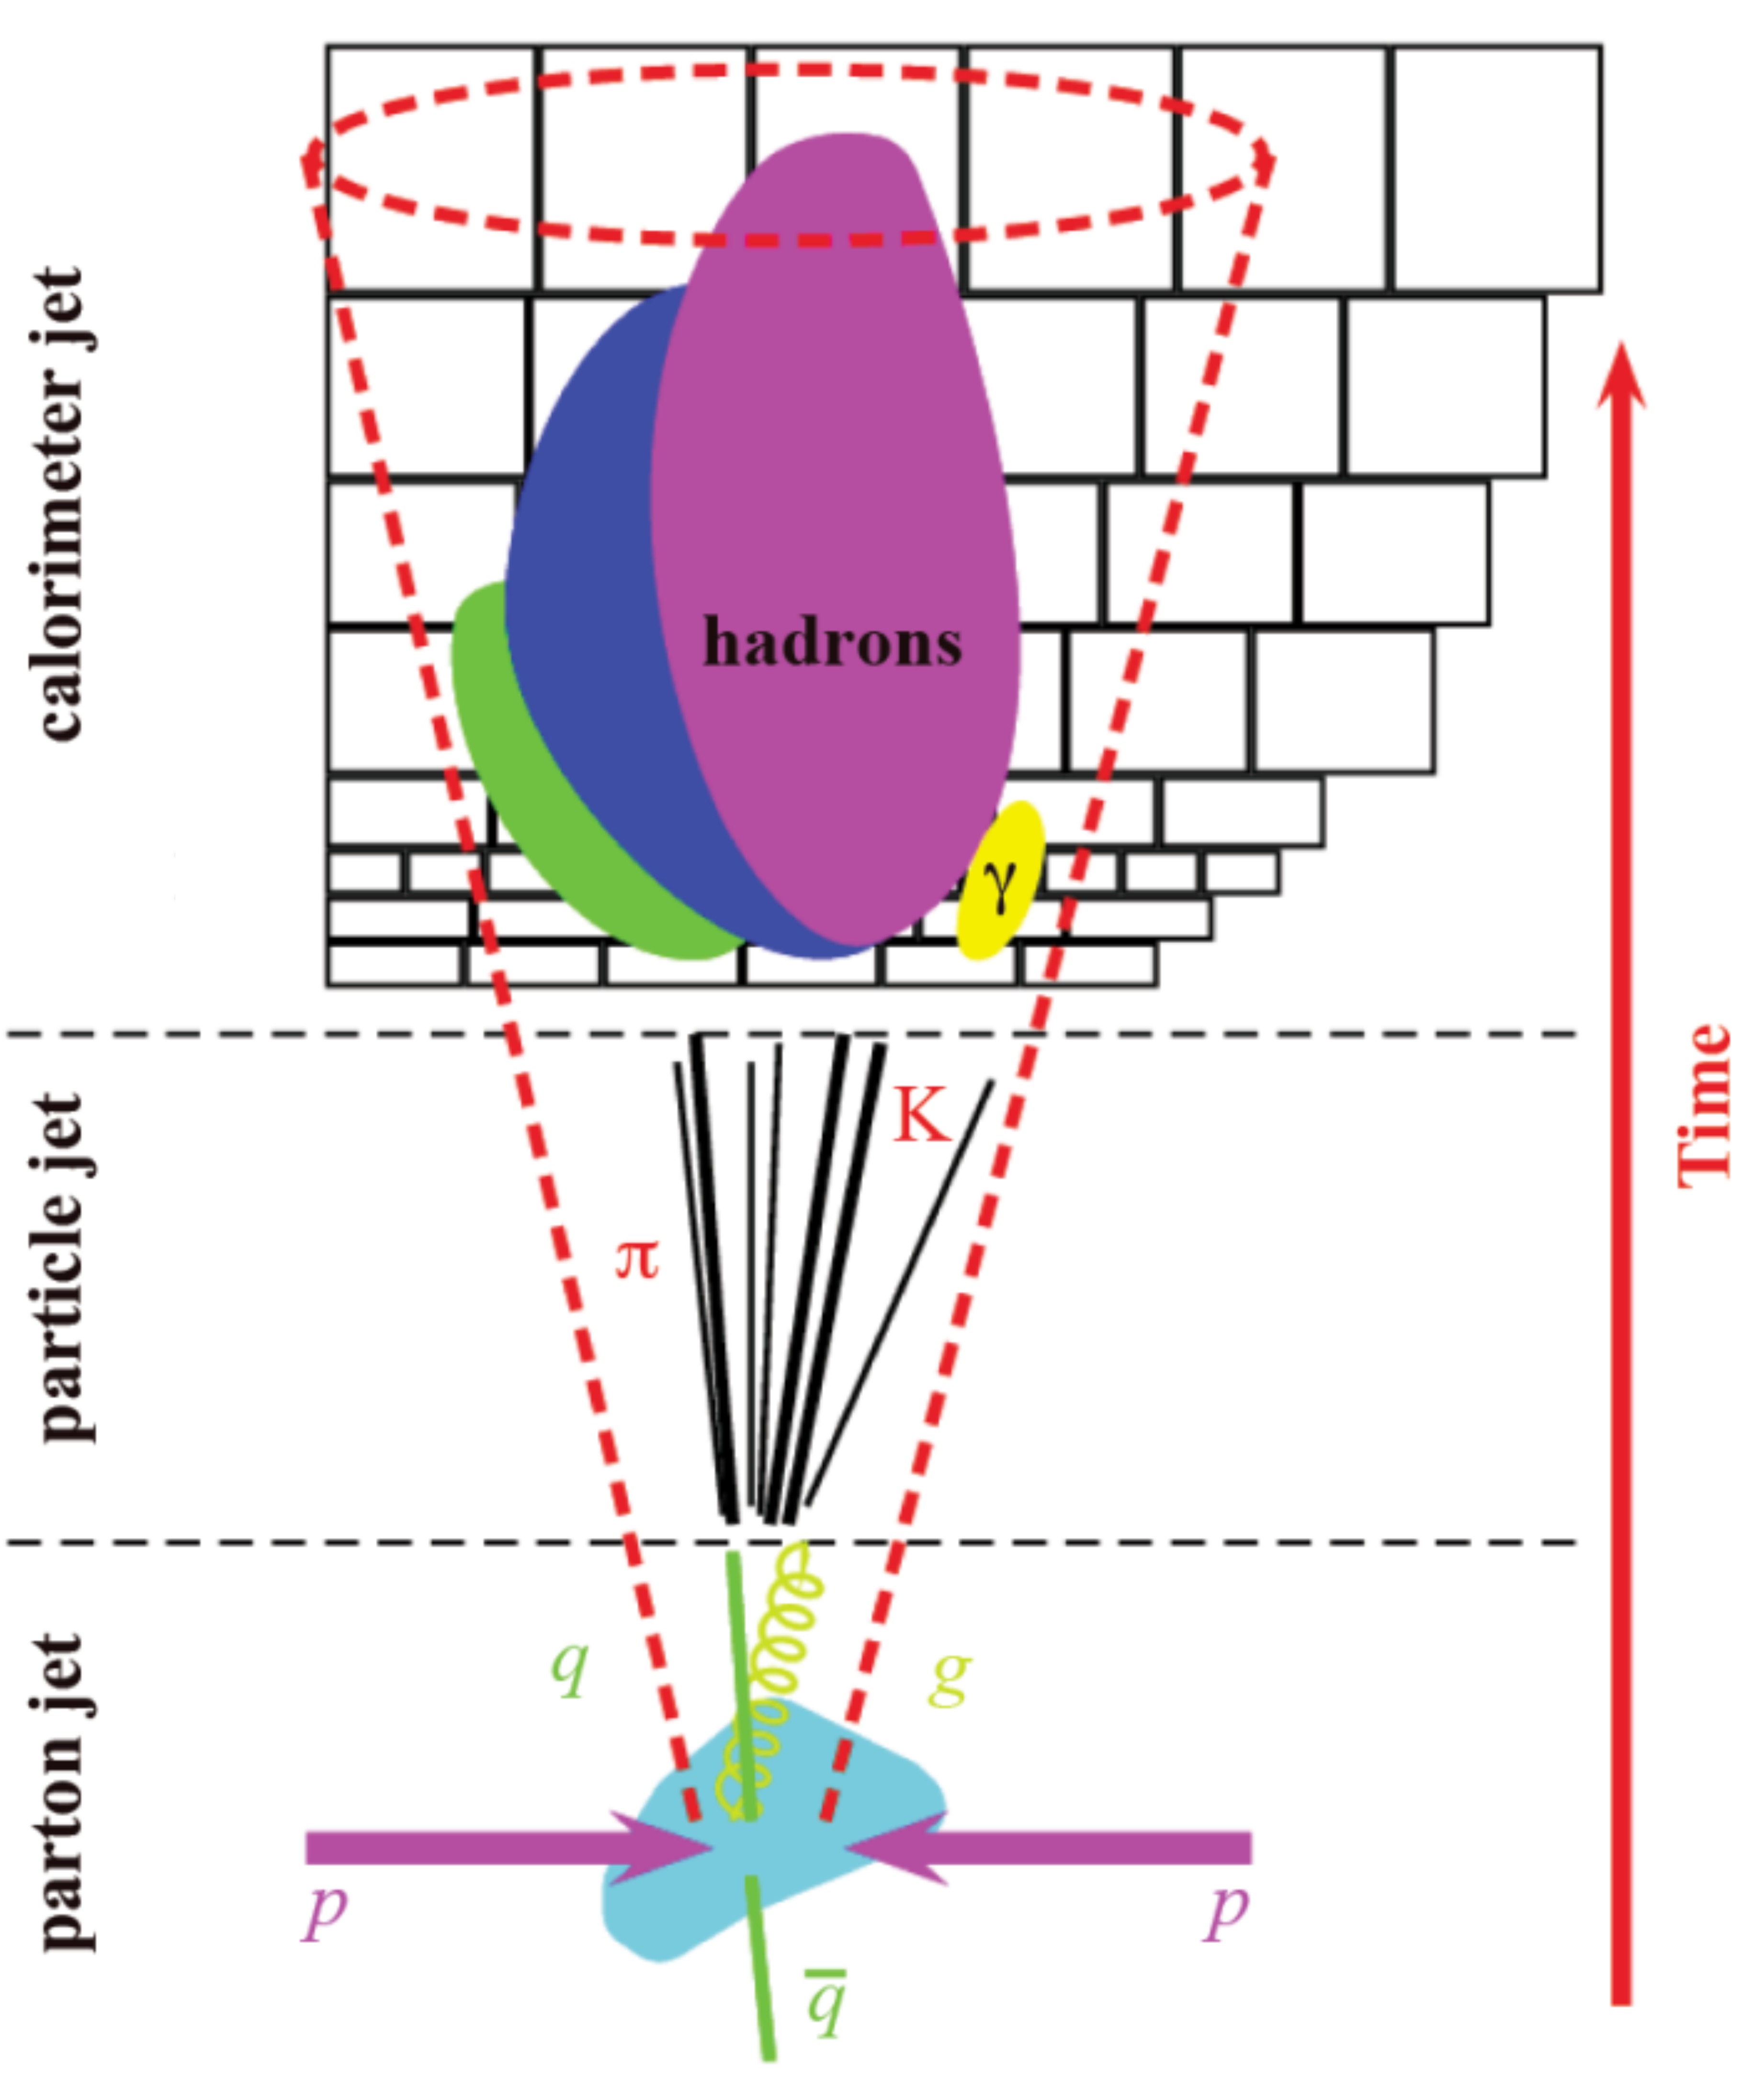 calorimeter jet
hadrons
γ
Time
particle jet
K
π
parton jet
q
g
p
p
q̅